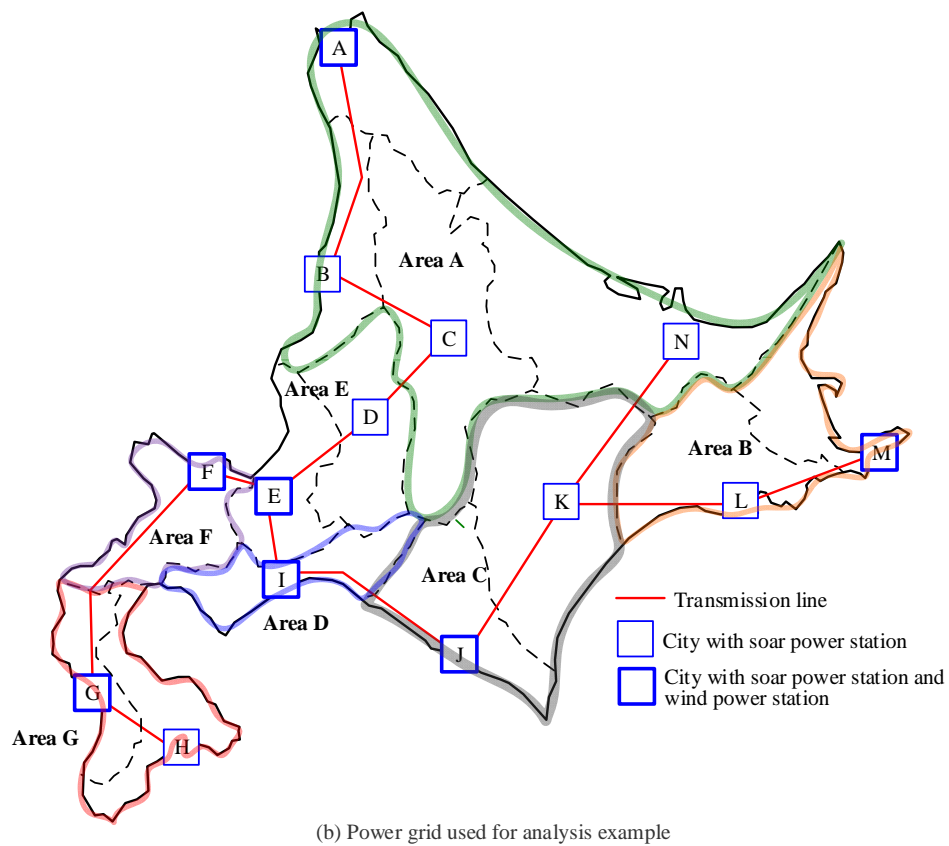 A
B
Area A
C
N
Area E
D
Area B
M
F
E
K
L
Area F
I
Area C
Transmission line
Area D
City with soar power station
J
City with soar power station and
wind power station
G
Area G
H
(b) Power grid used for analysis example